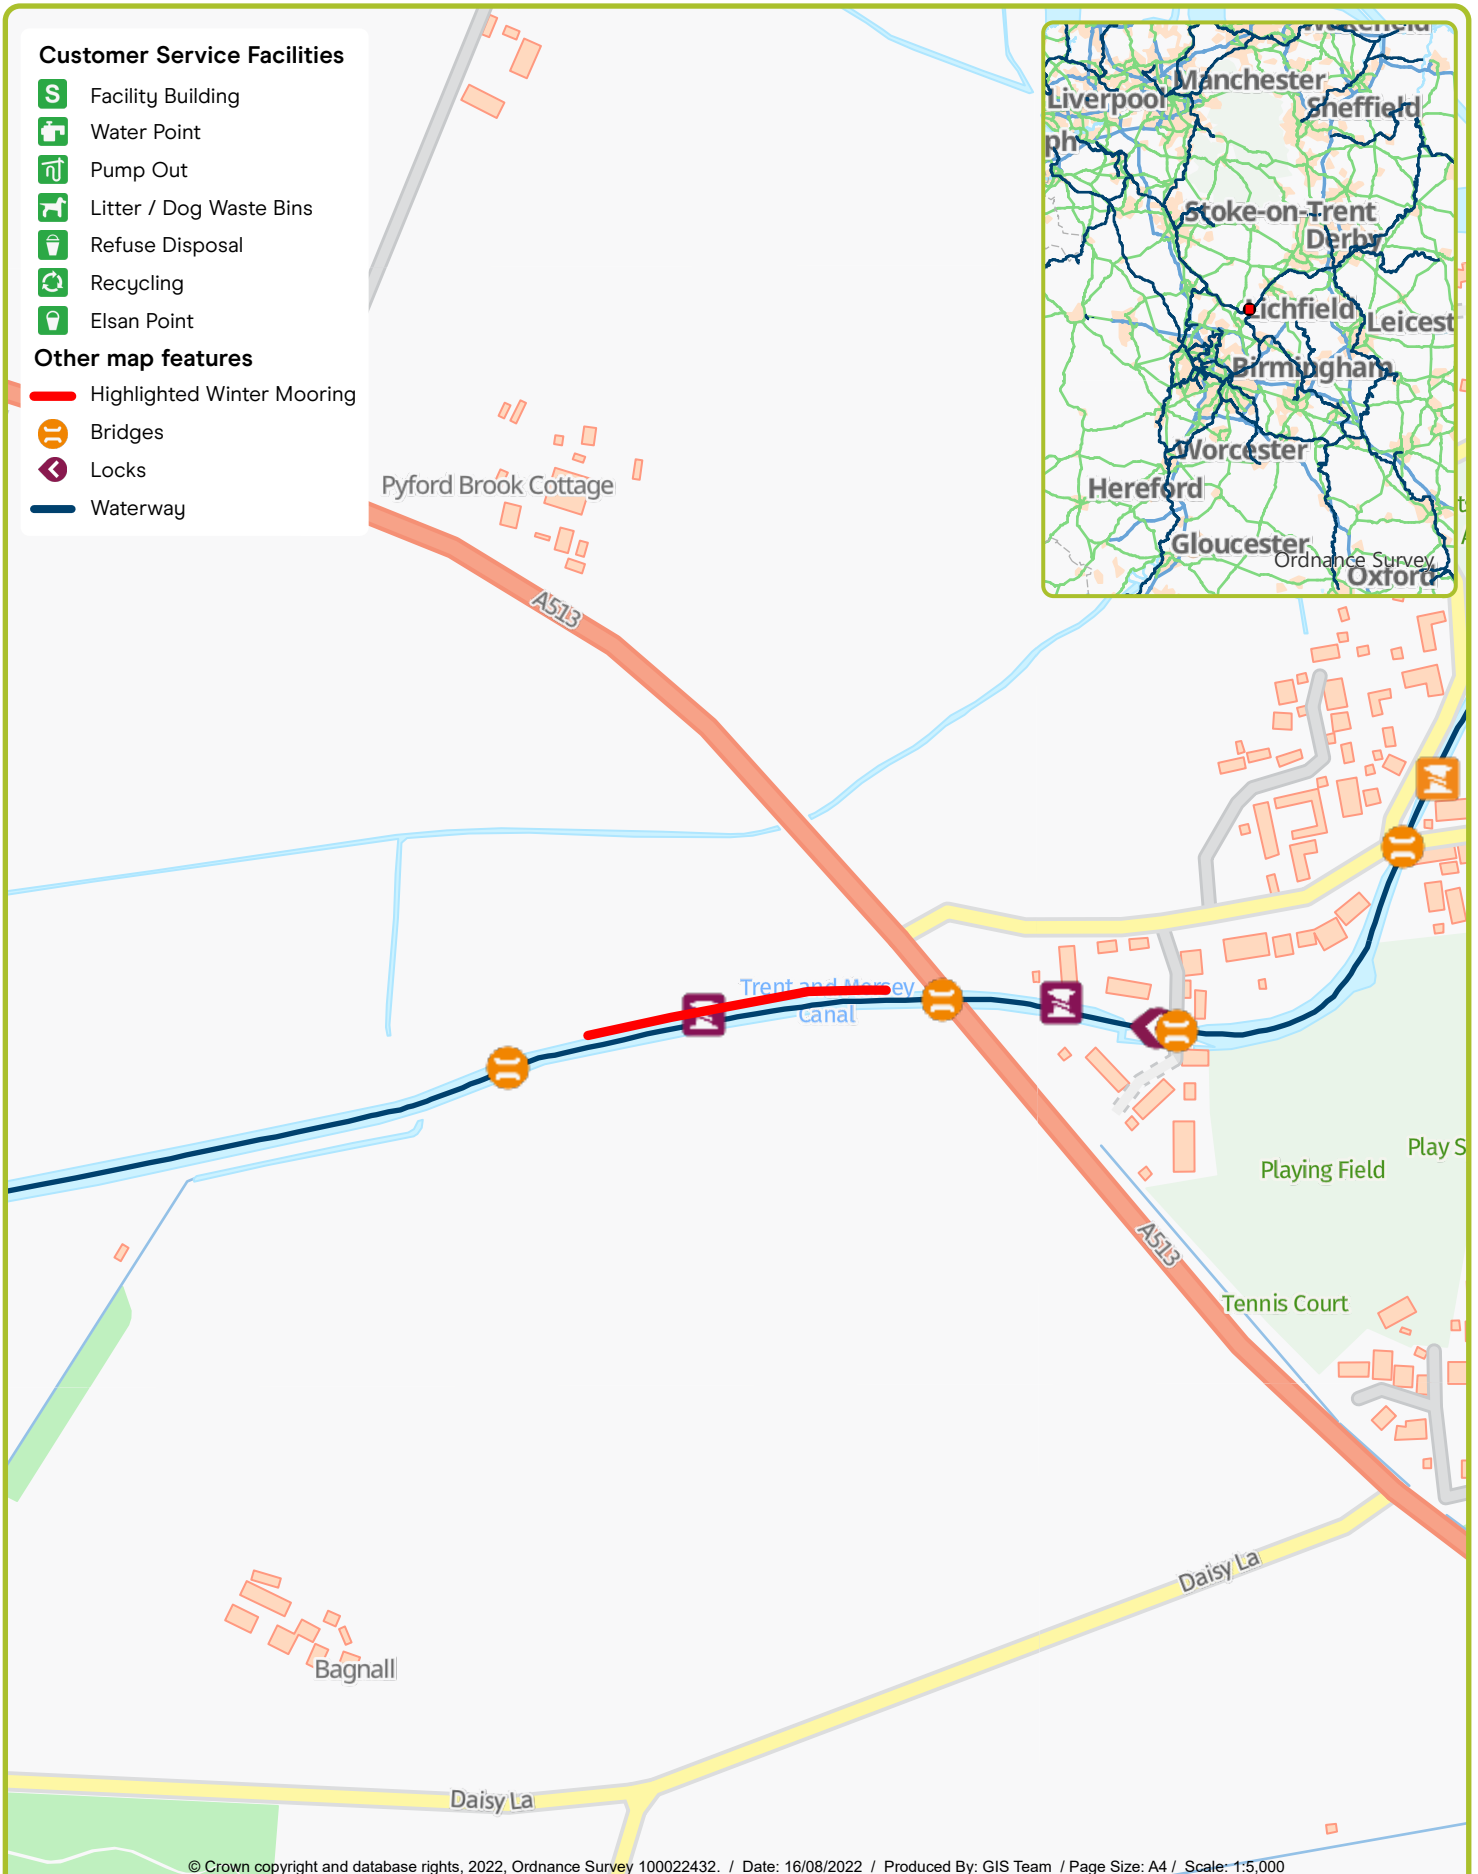 Customer Service Facilities
S
Facility Building
Water Point
Pump Out
Litter / Dog Waste Bins
Refuse Disposal
Recycling
Elsan Point
Other map features
Highlighted Winter Mooring
Bridges
Locks
Waterway
Wakefield
Manchester
Liverpool
Sheffield
ph
Stoke-on-Trent
Derby
Lichfield
Leicest
Birmingham
Worcester
Hereford
Gloucester
Ordnance Survey
Oxford
Pyford Brook Cottage
A513
Trent and Mersey
Canal
Play S
Playing Field
A513
Tennis Court
Daisy La
Bagnall
Daisy La
© Crown copyright and database rights, 2022, Ordnance Survey 100022432. / Date: 16/08/2022 / Produced By: GIS Team / Page Size: A4 / Scale: 1:5,000